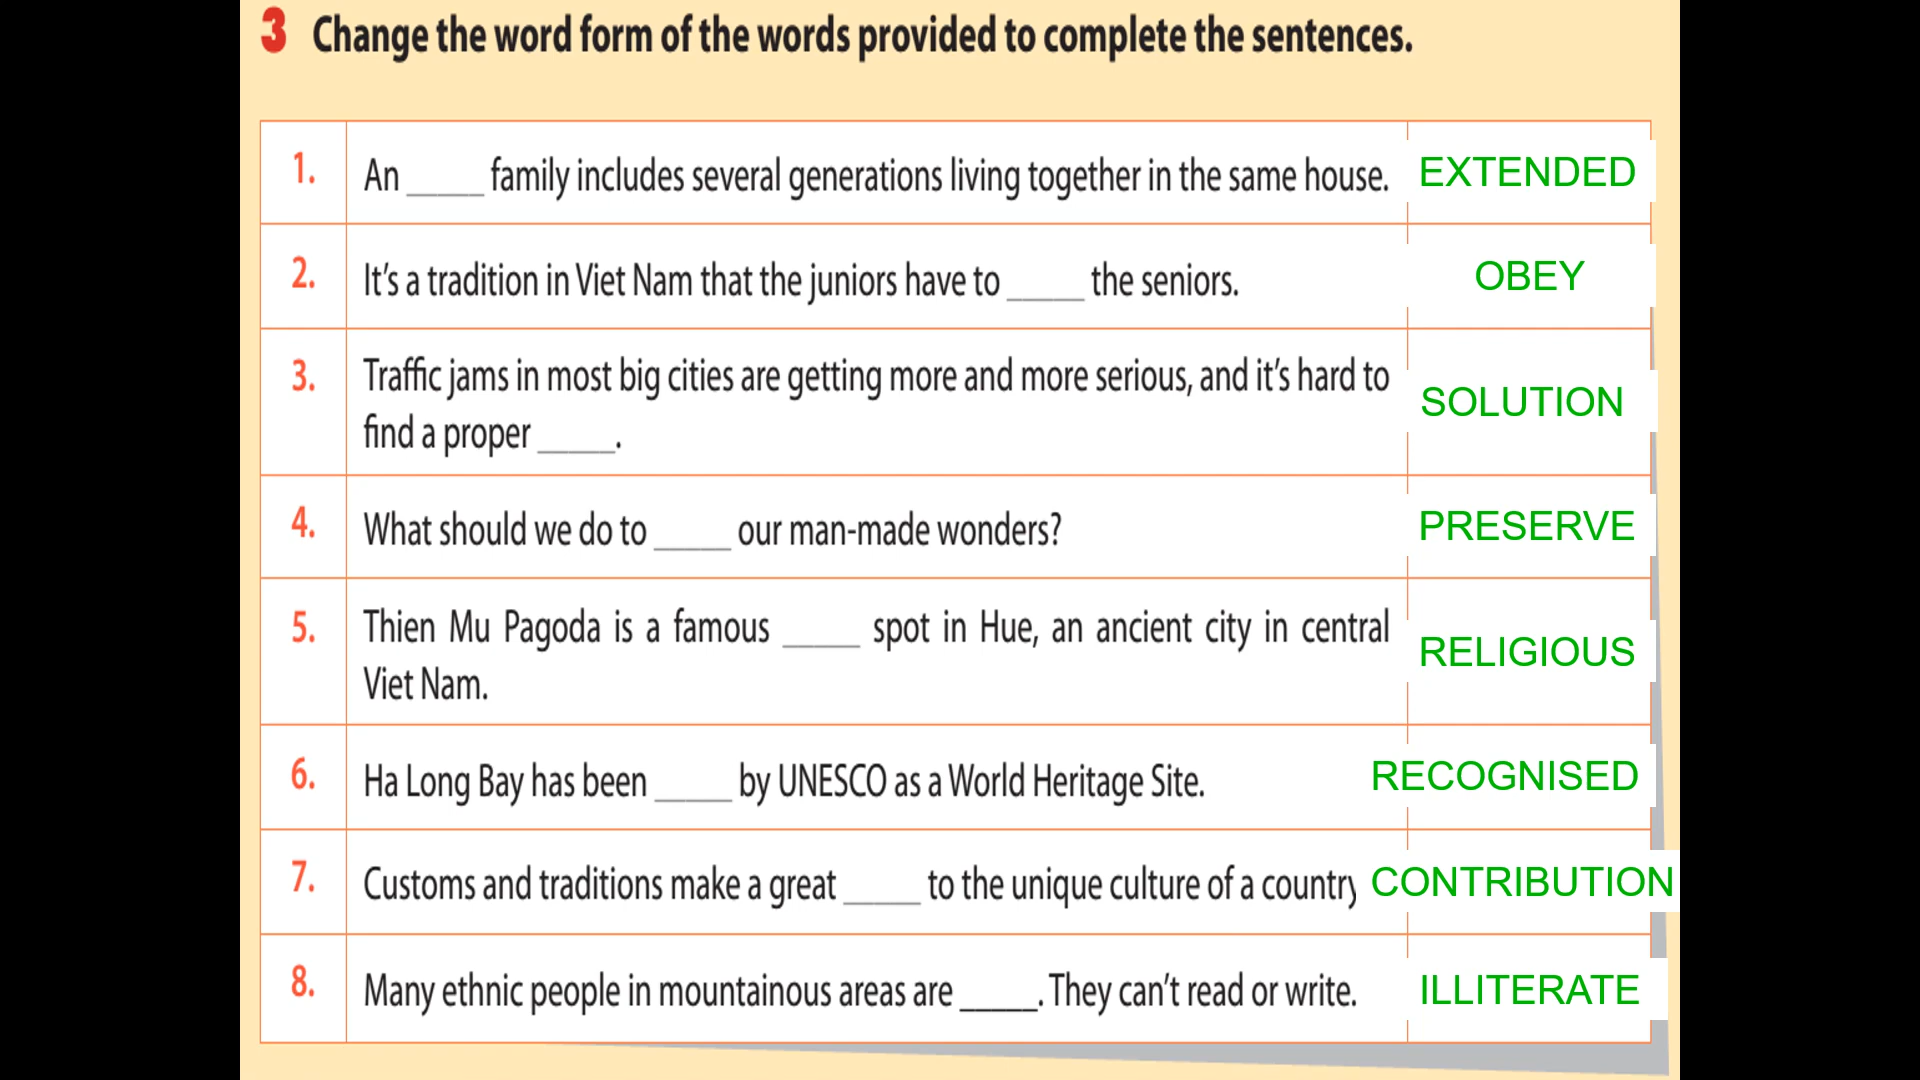 3 Change the word form of the words provided to complete the sentences.
1. An _____ family includes several generations living together in the same house. EXTENDED
2. It's a tradition in Viet Nam that the juniors have to _____ the seniors. OBEY
3. Traffic jams in most big cities are getting more and more serious, and it's hard to
find a proper _____. SOLUTION
4. What should we do to _____ our man-made wonders? PRESERVE
5. Thien Mu Pagoda is a famous _____ spot in Hue, an ancient city in central
Viet Nam. RELIGIOUS
6. Ha Long Bay has been _____ by UNESCO as a World Heritage Site. RECOGNISED
7. Customs and traditions make a great _____ to the unique culture of a country CONTRIBUTION
8. Many ethnic people in mountainous areas are _____. They can't read or write. ILLITERATE